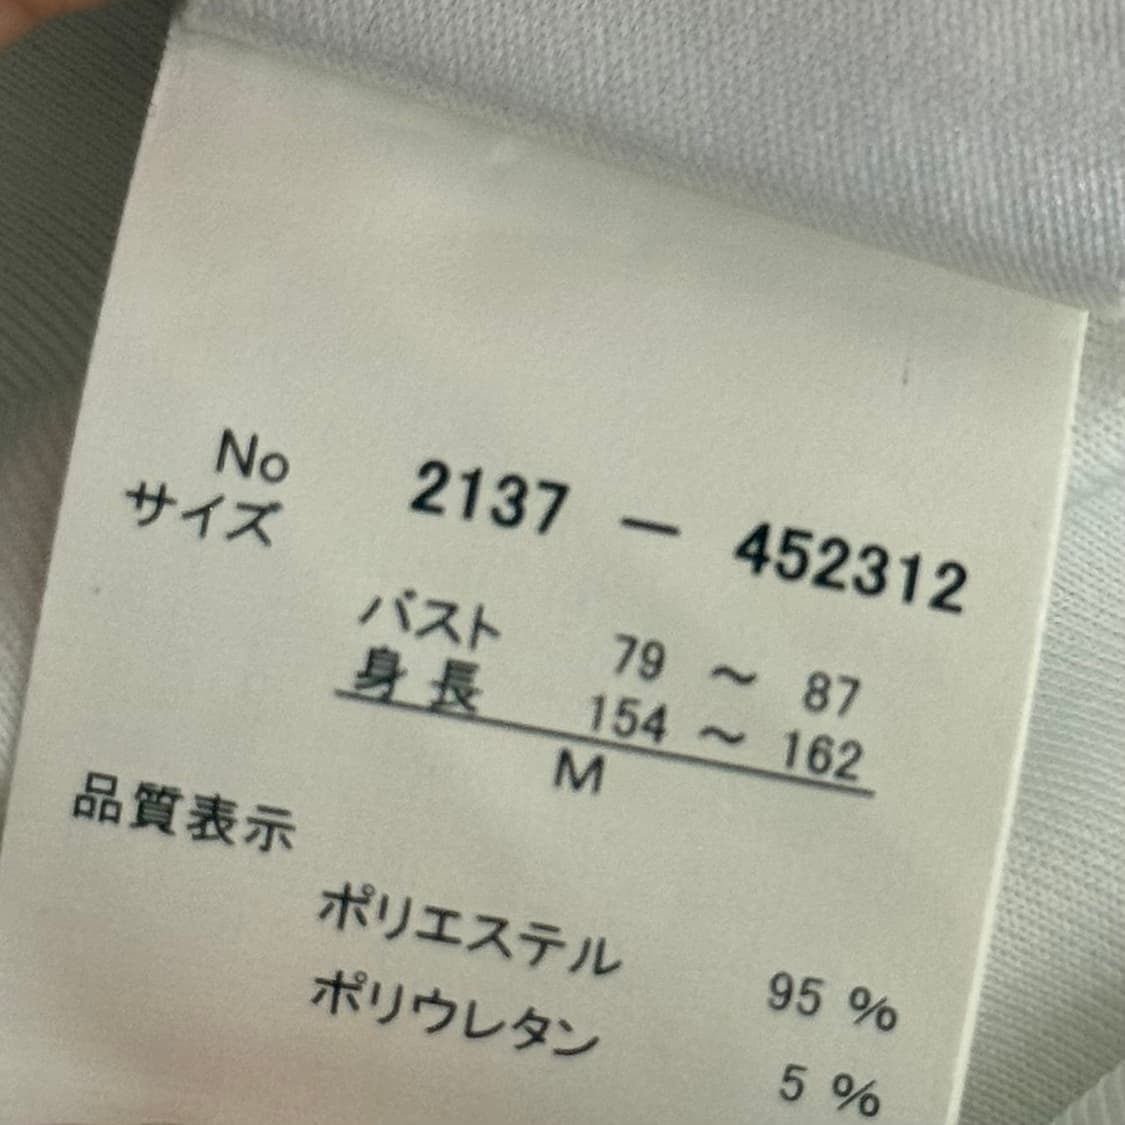 No 2137 － 452312
サイズ
バスト 79 ～ 87
身長 154 ～ 162
M
品質表示
ポリエステル 95 %
ポリウレタン 5 %